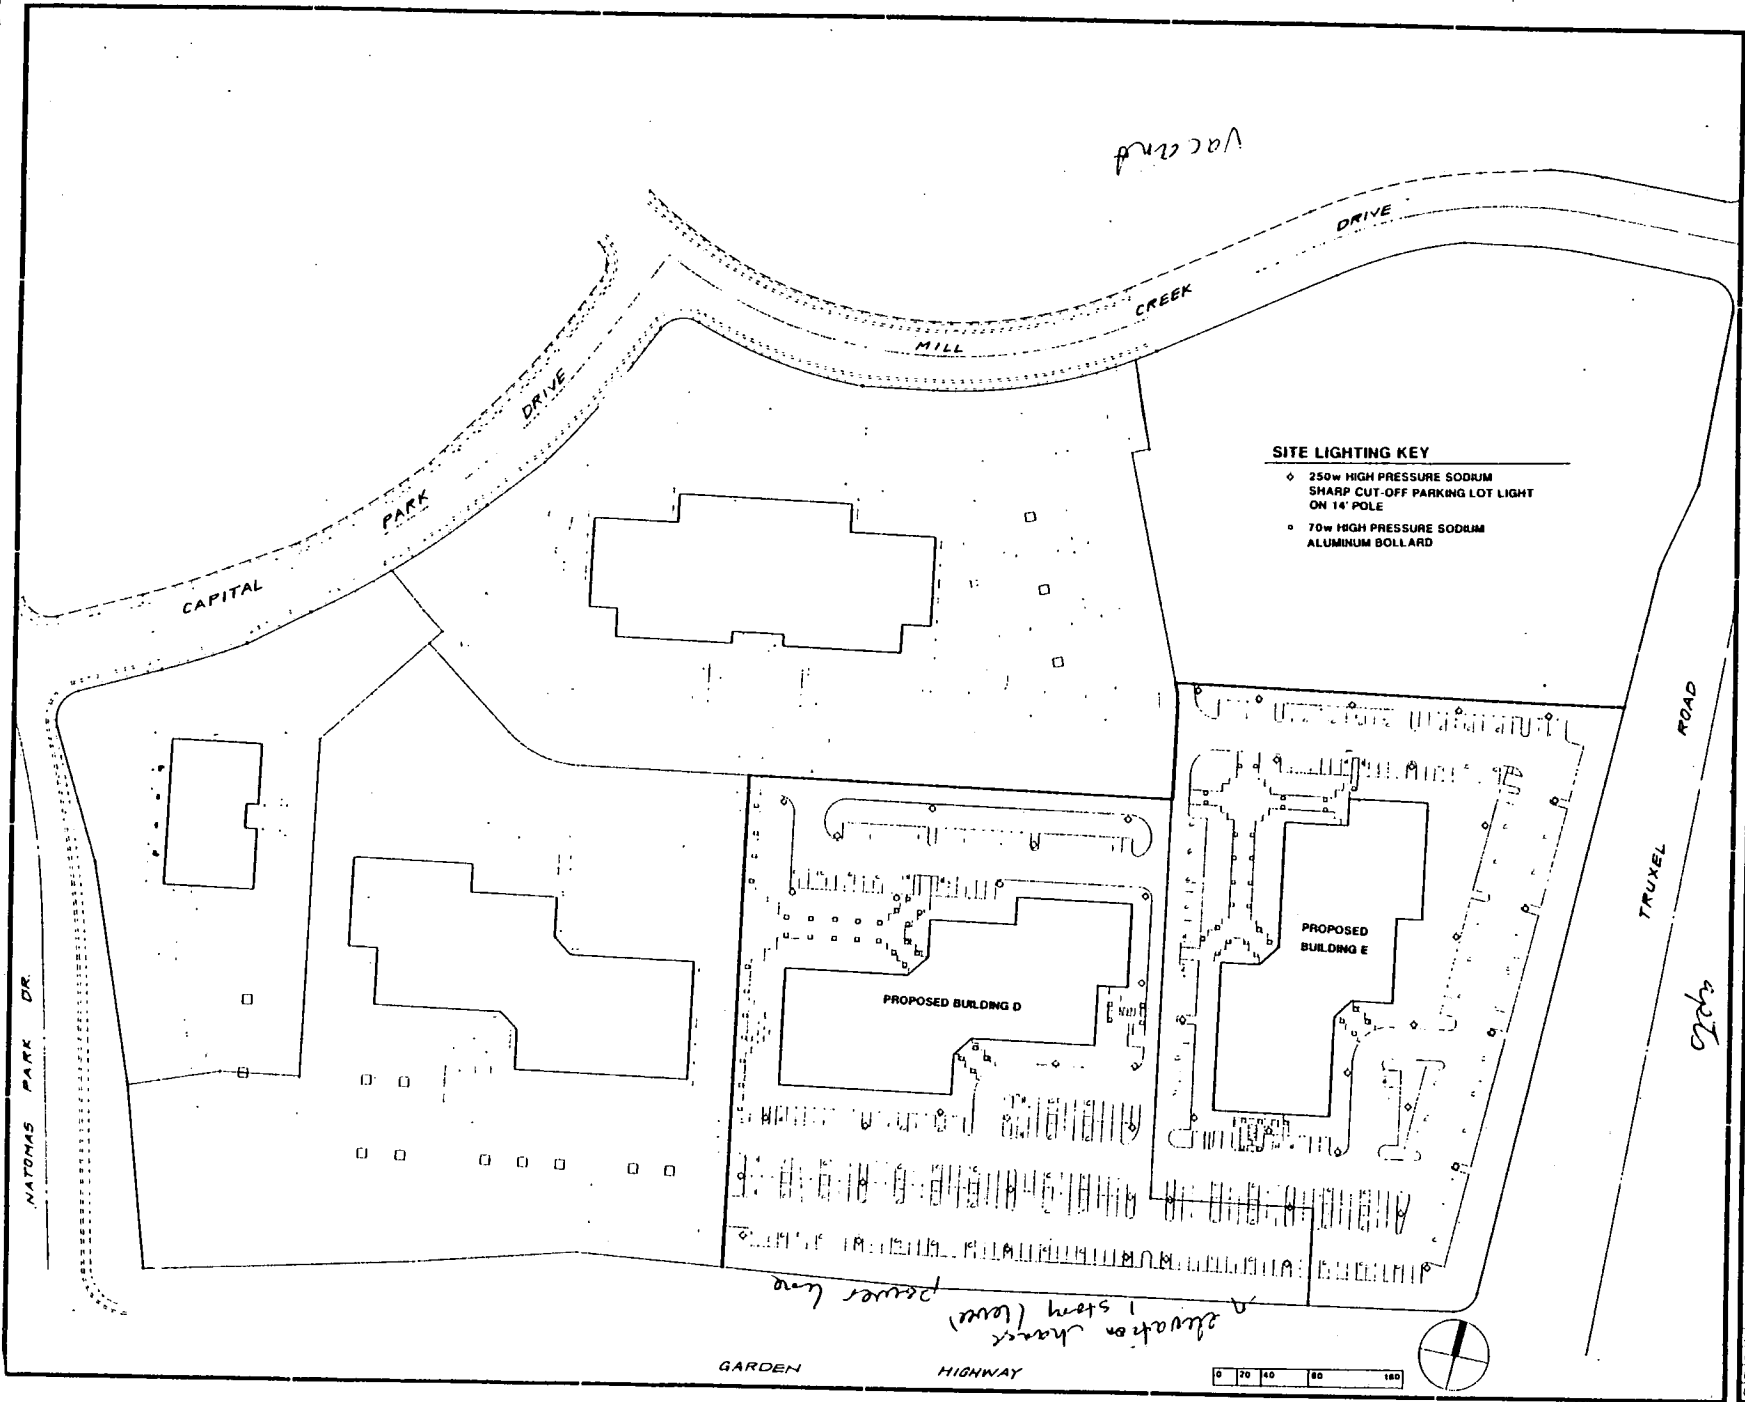 vacant
DRIVE
CREEK
MILL
DRIVE
PARK
CAPITAL
SITE LIGHTING KEY
250w HIGH PRESSURE SODIUM
SHARP CUT-OFF PARKING LOT LIGHT
ON 14' POLE
70w HIGH PRESSURE SODIUM
ALUMINUM BOLLARD
ROAD
TRUXEL
PROPOSED
BUILDING E
PROPOSED BUILDING D
NATOMAS PARK DR.
apts
power line
elevation change
1 story (level)
GARDEN HIGHWAY
0 20 40 80 160